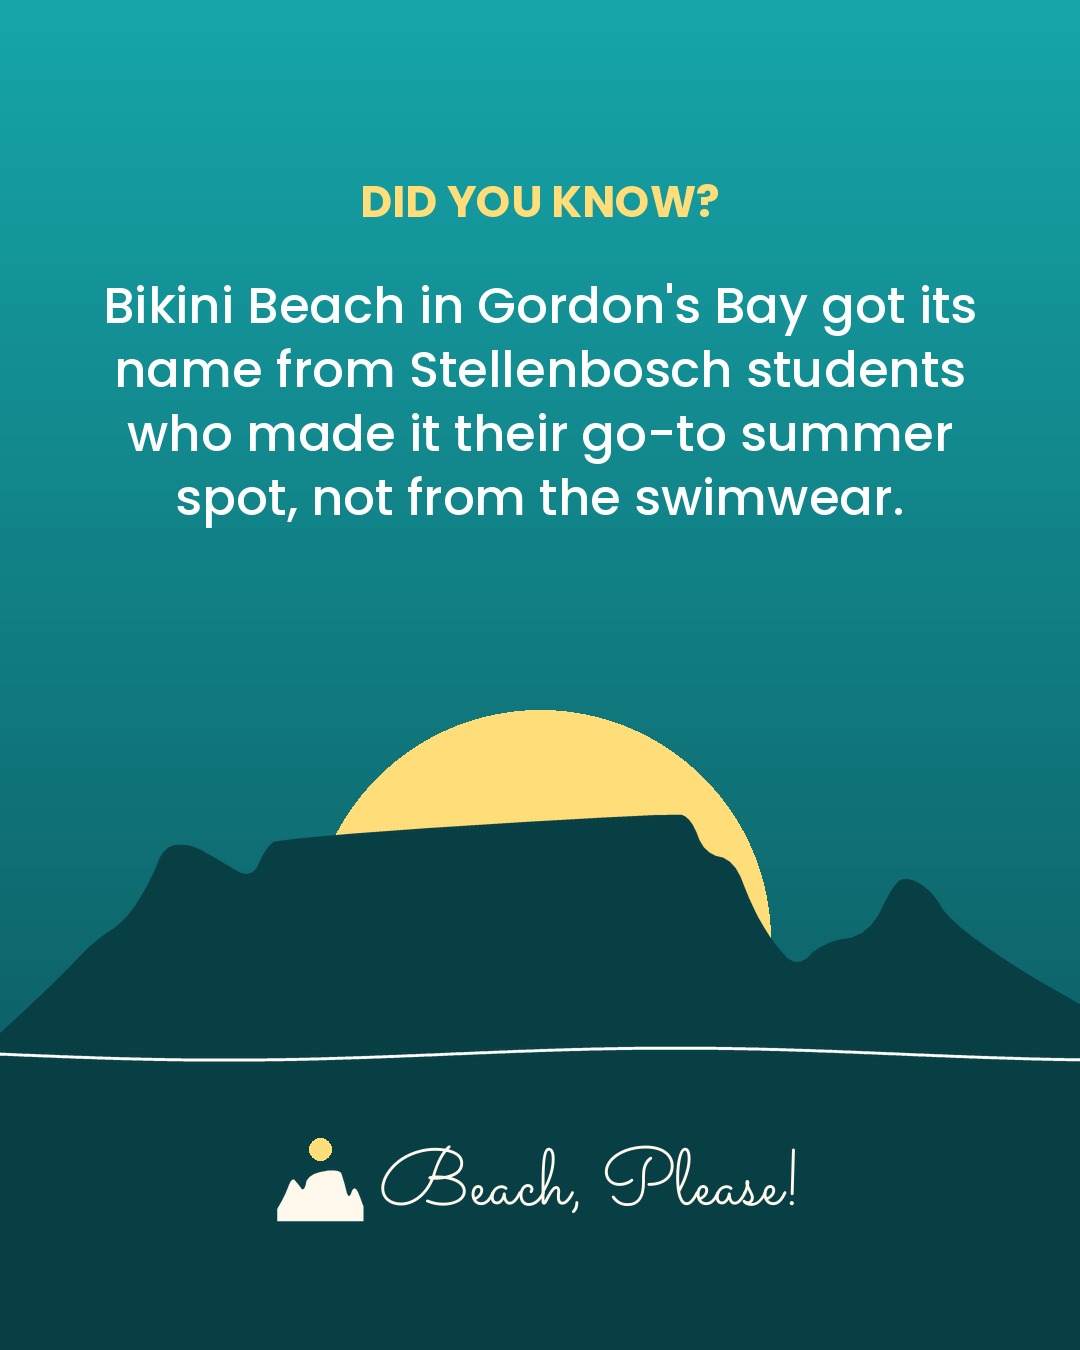 DID YOU KNOW?
Bikini Beach in Gordon's Bay got its
name from Stellenbosch students
who made it their go-to summer
spot, not from the swimwear.
Beach, Please!